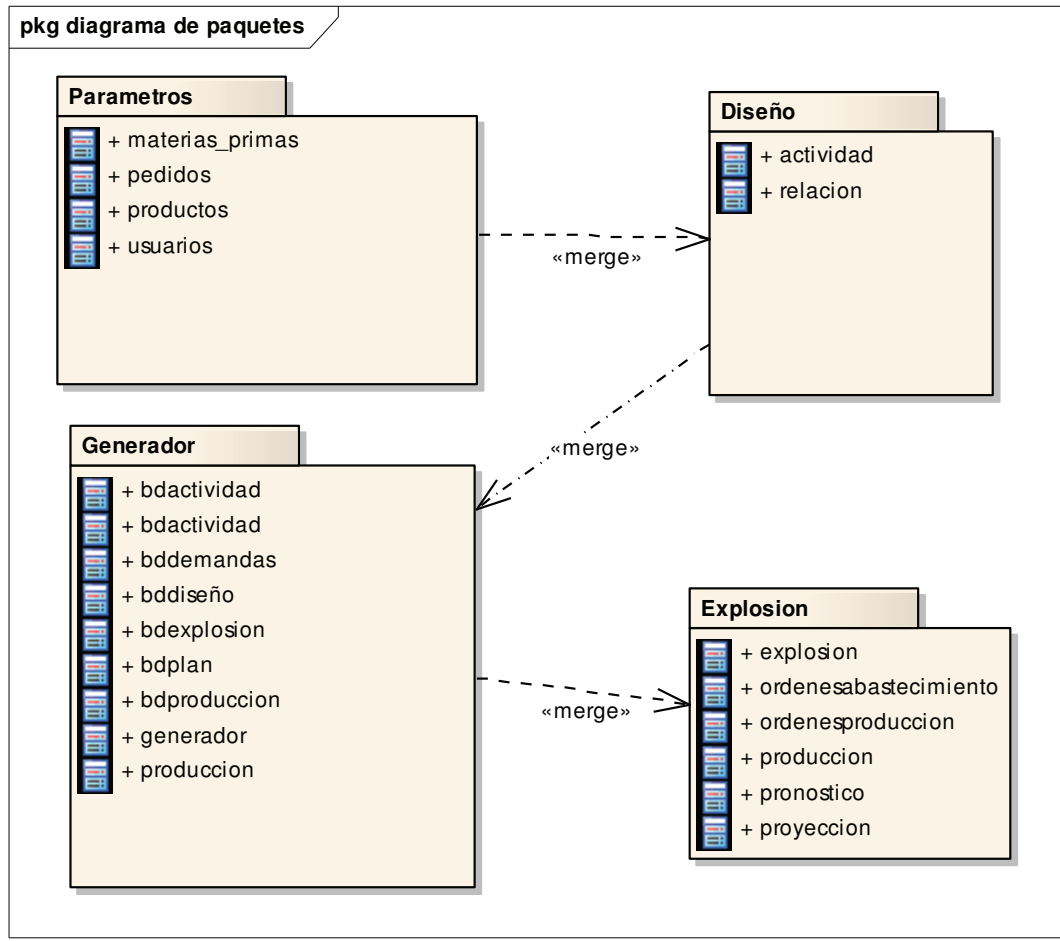 pkg diagrama de paquetes
Parametros
+ materias_primas
+ pedidos
+ productos
+ usuarios
«merge»
Diseño
+ actividad
+ relacion
«merge»
Generador
+ bdactividad
+ bdactividad
+ bddemandas
+ bddiseño
+ bdexplosion
+ bdplan
+ bdproduccion
+ generador
+ produccion
«merge»
Explosion
+ explosion
+ ordenesabastecimiento
+ ordenesproduccion
+ produccion
+ pronostico
+ proyeccion